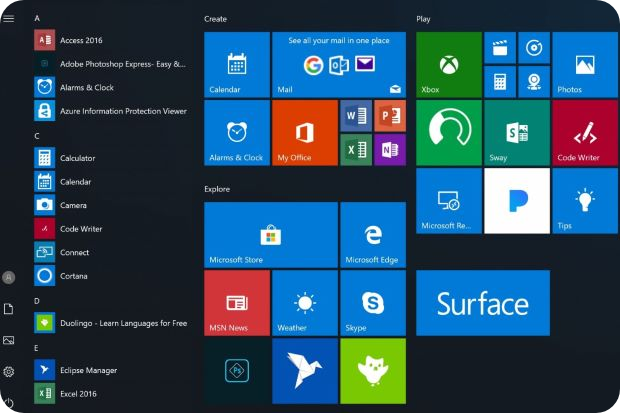 A
Access 2016
Adobe Photoshop Express- Easy &...
Alarms & Clock
Azure Information Protection Viewer
C
Calculator
Calendar
Camera
Code Writer
Connect
Cortana
D
Duolingo - Learn Languages for Free
E
Eclipse Manager
Excel 2016
Create
Calendar
See all your mail in one place
Mail
Alarms & Clock
My Office
Explore
Microsoft Store
Microsoft Edge
MSN News
Weather
Skype
Ps
Play
Xbox
Photos
Sway
Code Writer
Microsoft Re...
Tips
Surface